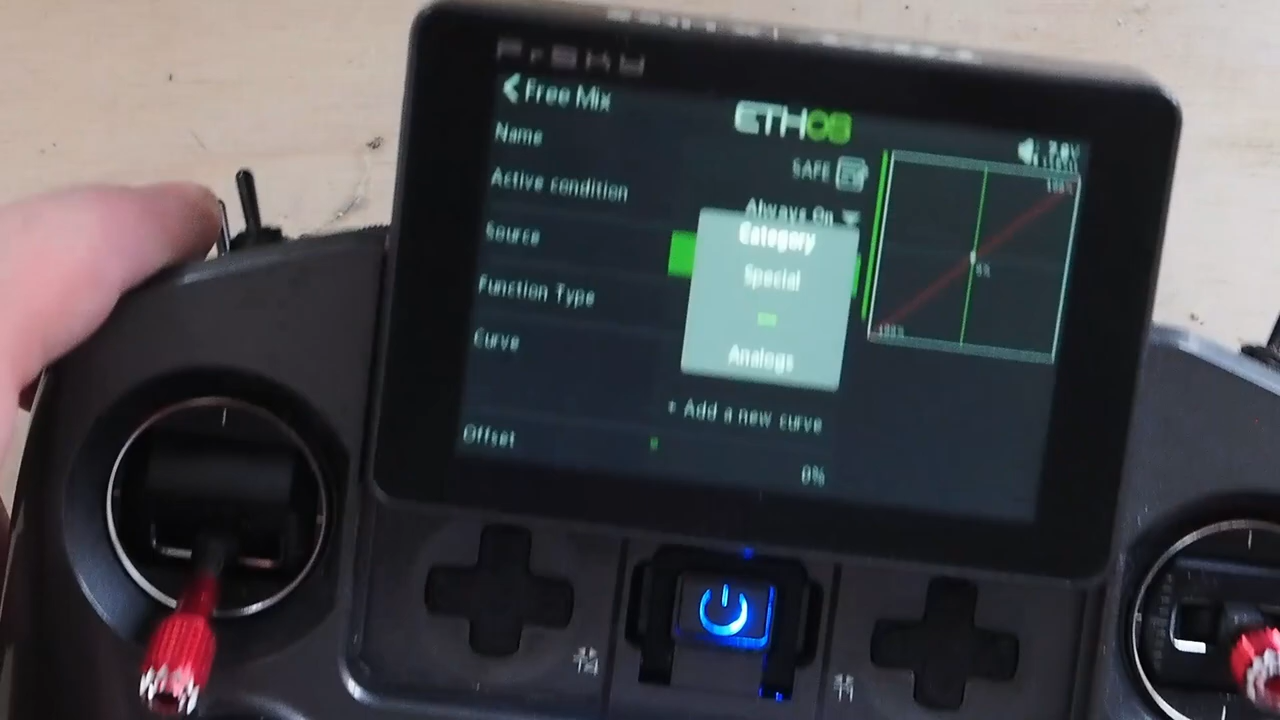 FrSKY
Free Mix
ETHOS
Name
SAFE
Active condition
Always On
Source
Category
Special
Function Type
Analogs
Curve
+ Add a new curve
Offset
0%